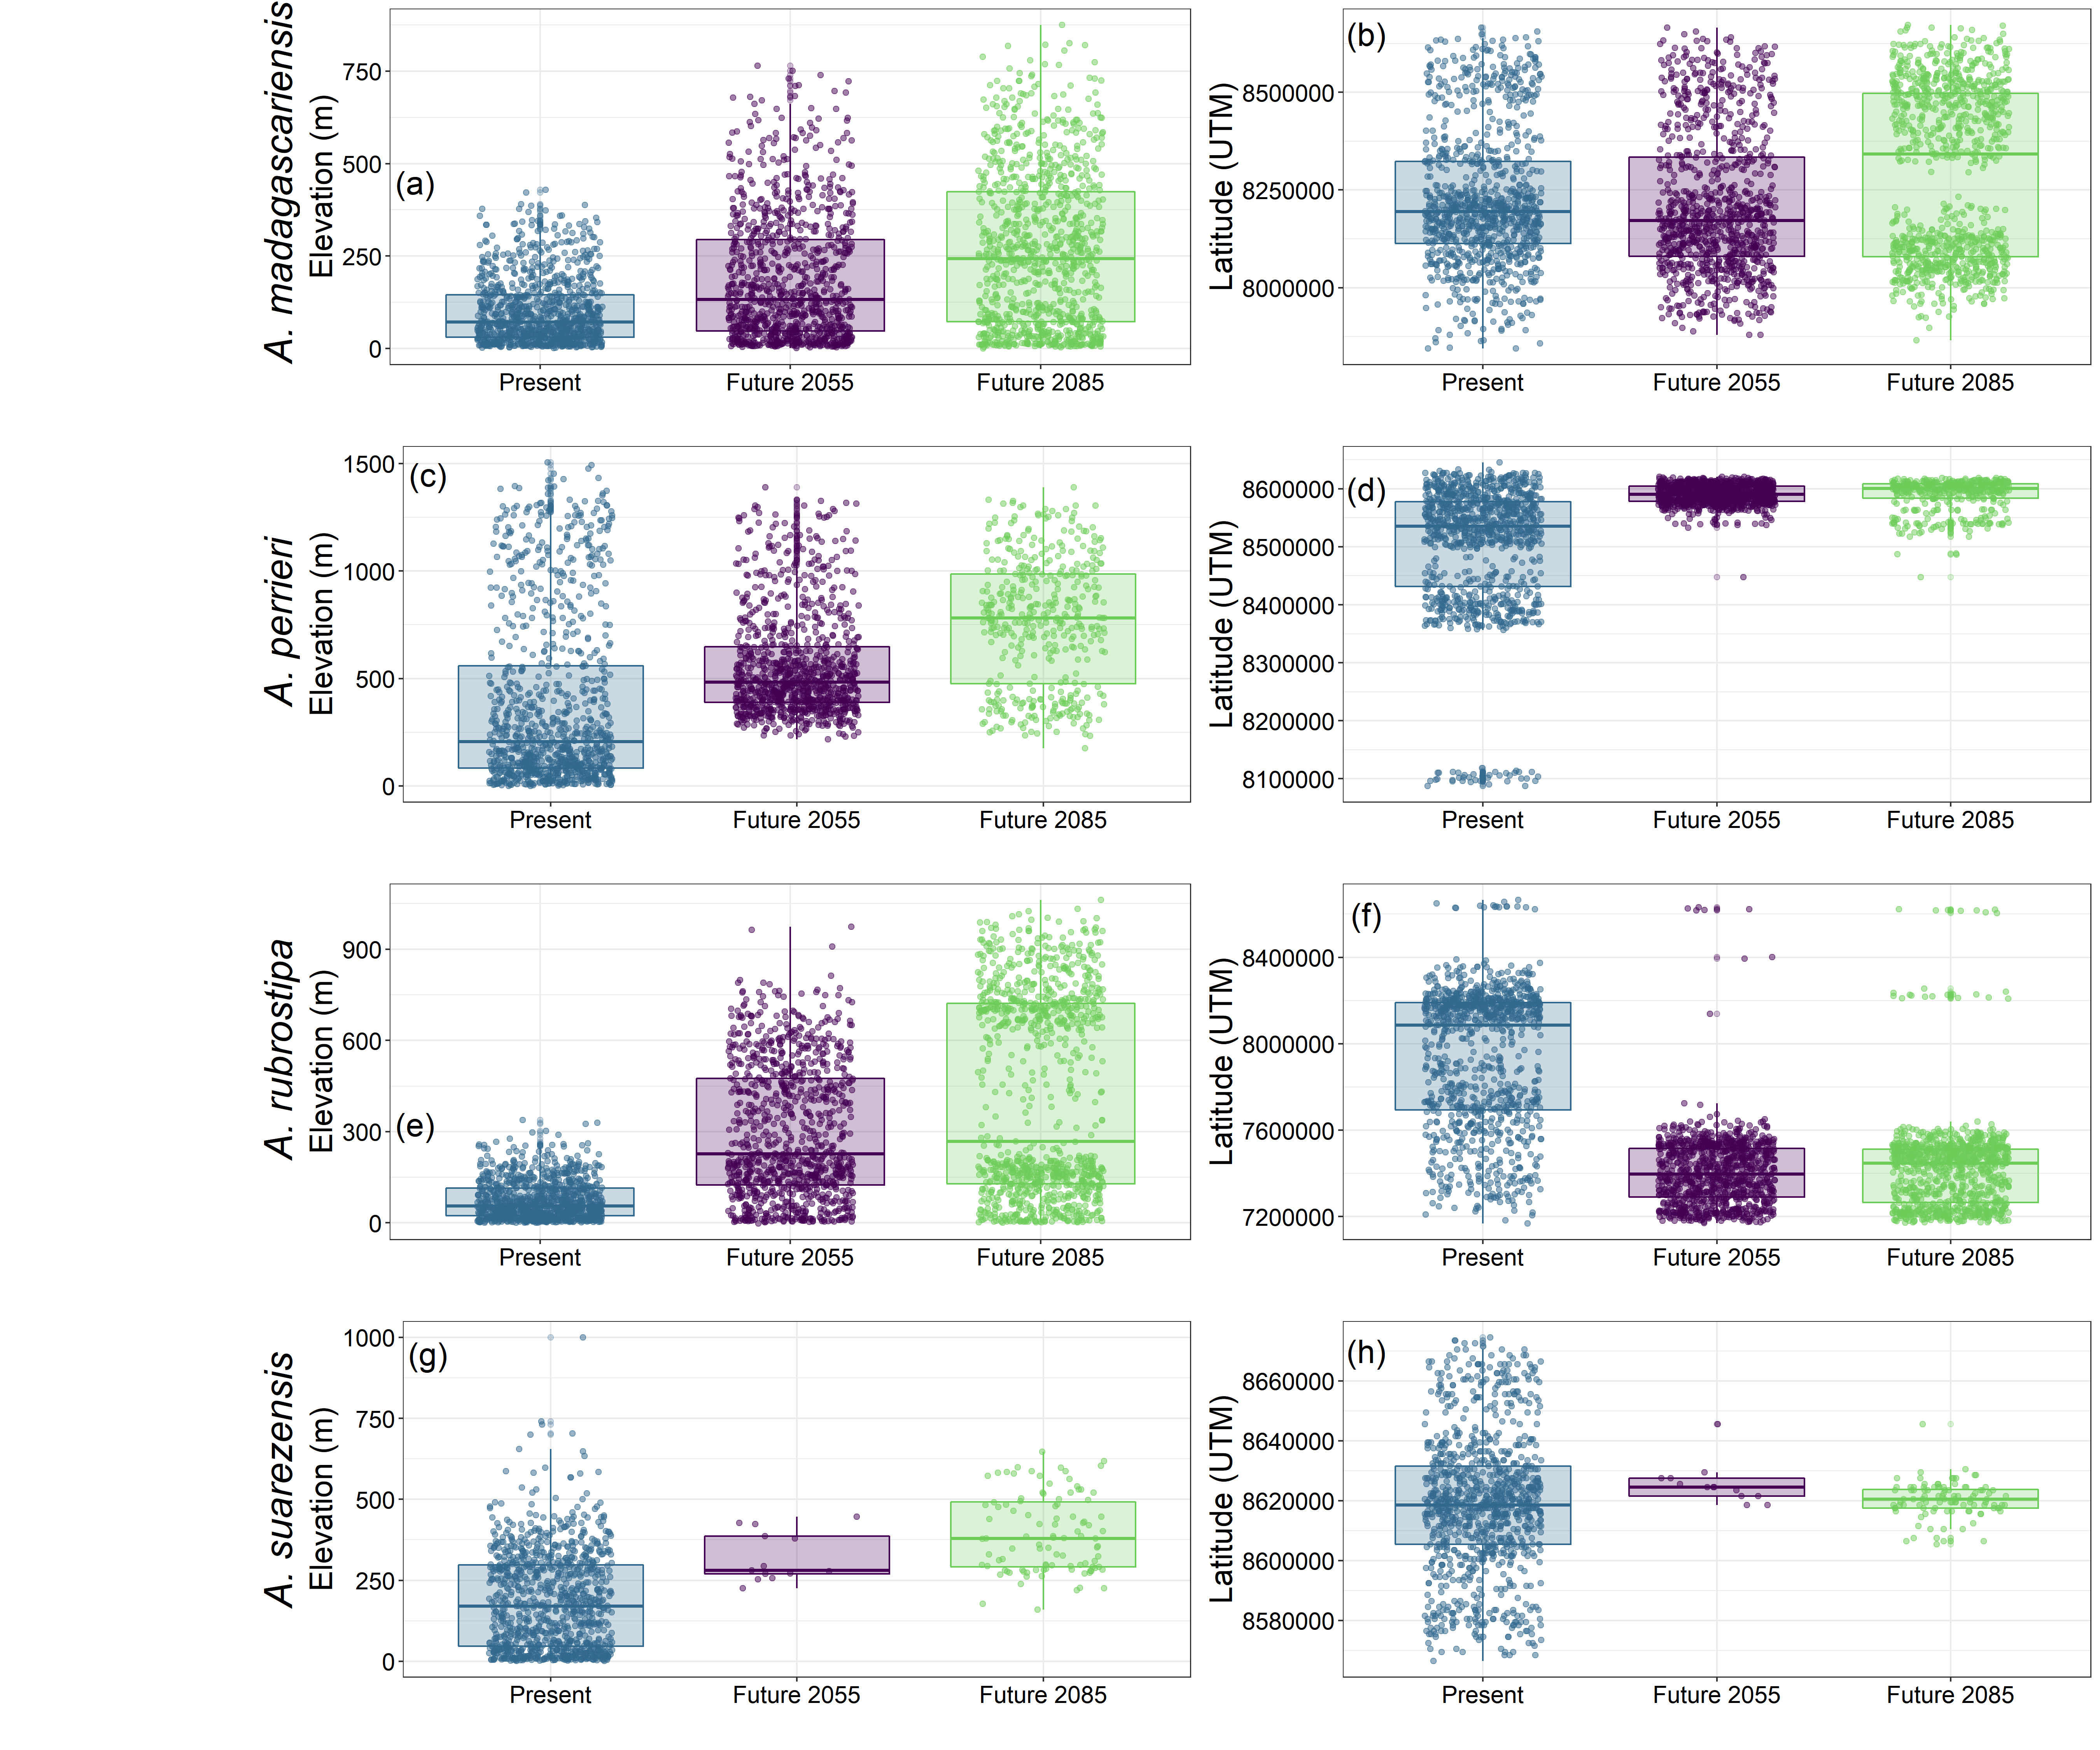 A. madagascariensis
Elevation (m)
(a)
750
500
250
0
Present Future 2055 Future 2085
Latitude (UTM)
(b)
8500000
8250000
8000000
Present Future 2055 Future 2085
A. perrieri
Elevation (m)
(c)
1500
1000
500
0
Present Future 2055 Future 2085
Latitude (UTM)
(d)
8600000
8500000
8400000
8300000
8200000
8100000
Present Future 2055 Future 2085
A. rubrostipa
Elevation (m)
(e)
900
600
300
0
Present Future 2055 Future 2085
Latitude (UTM)
(f)
8400000
8000000
7600000
7200000
Present Future 2055 Future 2085
A. suarezensis
Elevation (m)
(g)
1000
750
500
250
0
Present Future 2055 Future 2085
Latitude (UTM)
(h)
8660000
8640000
8620000
8600000
8580000
Present Future 2055 Future 2085